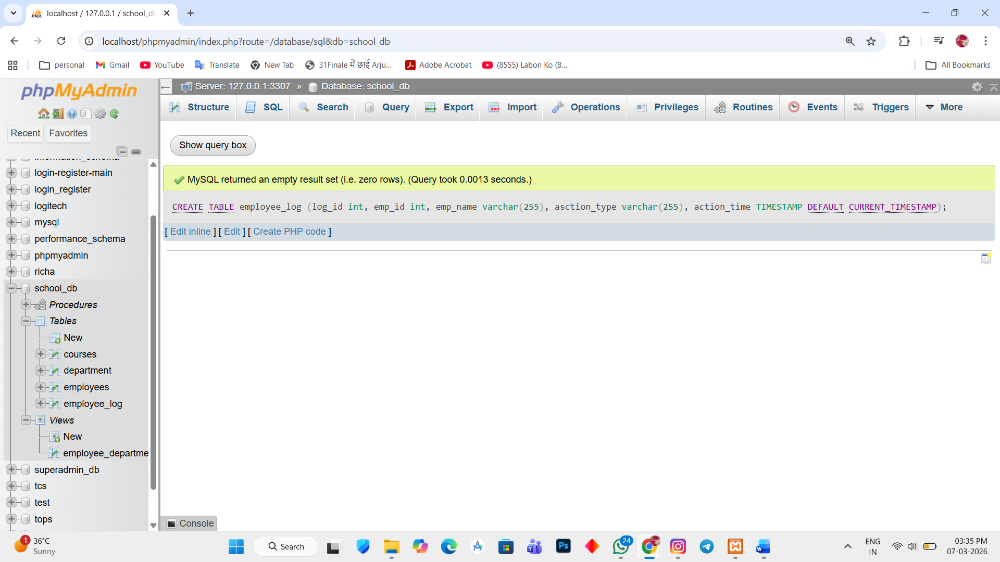 localhost / 127.0.0.1 / school_db
localhost/phpmyadmin/index.php?route=/database/sql&db=school_db
personal
Gmail
YouTube
Translate
New Tab
31Finale में छाई Arju...
Adobe Acrobat
(8555) Labon Ko (8...
All Bookmarks
phpMyAdmin
Server: 127.0.0.1:3307 » Database: school_db
Structure
SQL
Search
Query
Export
Import
Operations
Privileges
Routines
Events
Triggers
More
Recent
Favorites
Show query box
MySQL returned an empty result set (i.e. zero rows). (Query took 0.0013 seconds.)
CREATE TABLE employee_log (log_id int, emp_id int, emp_name varchar(255), asction_type varchar(255), action_time TIMESTAMP DEFAULT CURRENT_TIMESTAMP);
[ Edit inline ] [ Edit ] [ Create PHP code ]
information_schema
login-register-main
login_register
logitech
mysql
performance_schema
phpmyadmin
richa
school_db
Procedures
Tables
New
courses
department
employees
employee_log
Views
New
employee_departme
superadmin_db
tcs
test
tops
Console
1
36°C
Sunny
Search
Ps
24
ENG
IN
03:35 PM
07-03-2026